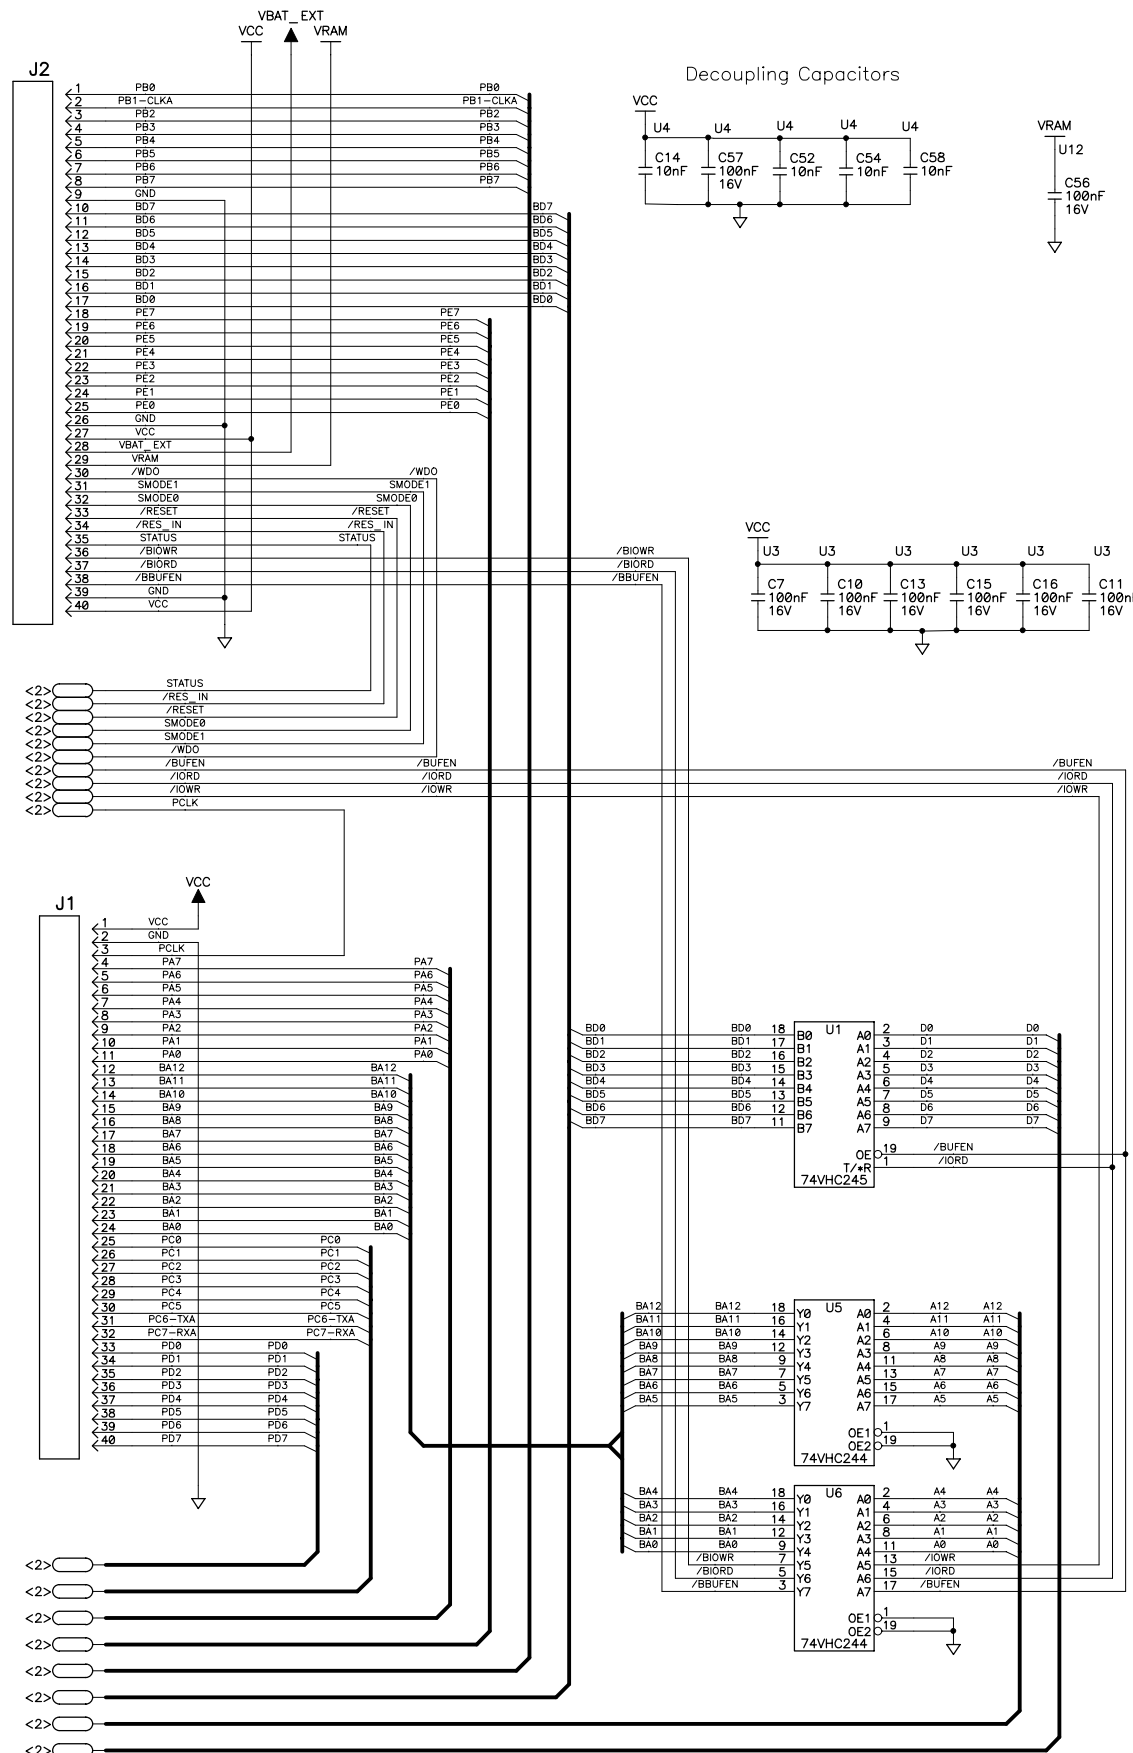 VBAT_EXT
VCC VRAM
J2
1 PB0 PB0
2 PB1-CLKA PB1-CLKA
3 PB2 PB2
4 PB3 PB3
5 PB4 PB4
6 PB5 PB5
7 PB6 PB6
8 PB7 PB7
9 GND
10 BD7 BD7
11 BD6 BD6
12 BD5 BD5
13 BD4 BD4
14 BD3 BD3
15 BD2 BD2
16 BD1 BD1
17 BD0 BD0
18 PE7 PE7
19 PE6 PE6
20 PE5 PE5
21 PE4 PE4
22 PE3 PE3
23 PE2 PE2
24 PE1 PE1
25 PE0 PE0
26 GND
27 VCC
28 VBAT_EXT
29 VRAM
30 /WDO /WDO
31 SMODE1 SMODE1
32 SMODE0 SMODE0
33 /RESET /RESET
34 /RES_IN /RES_IN
35 STATUS STATUS
36 /BIOWR /BIOWR
37 /BIORD /BIORD
38 /BBUFEN /BBUFEN
39 GND
40 VCC
Decoupling Capacitors
VCC
U4 U4 U4 U4 U4
C14 C57 C52 C54 C58
10nF 100nF 10nF 10nF 10nF
16V
VRAM
U12
C56
100nF
16V
VCC
U3 U3 U3 U3 U3 U3
C7 C10 C13 C15 C16 C11
100nF 100nF 100nF 100nF 100nF 100n
16V 16V 16V 16V 16V 16V
<2> STATUS
<2> /RES_IN
<2> /RESET
<2> SMODE0
<2> SMODE1
<2> /WDO
<2> /BUFEN /BUFEN /BUFEN
<2> /IORD /IORD /IORD
<2> /IOWR /IOWR /IOWR
<2> PCLK
VCC
J1
1 VCC
2 GND
3 PCLK
4 PA7 PA7
5 PA6 PA6
6 PA5 PA5
7 PA4 PA4
8 PA3 PA3
9 PA2 PA2
10 PA1 PA1
11 PA0 PA0
12 BA12 BA12
13 BA11 BA11
14 BA10 BA10
15 BA9 BA9
16 BA8 BA8
17 BA7 BA7
18 BA6 BA6
19 BA5 BA5
20 BA4 BA4
21 BA3 BA3
22 BA2 BA2
23 BA1 BA1
24 BA0 BA0
25 PC0 PC0
26 PC1 PC1
27 PC2 PC2
28 PC3 PC3
29 PC4 PC4
30 PC5 PC5
31 PC6-TXA PC6-TXA
32 PC7-RXA PC7-RXA
33 PD0 PD0
34 PD1 PD1
35 PD2 PD2
36 PD3 PD3
37 PD4 PD4
38 PD5 PD5
39 PD6 PD6
40 PD7 PD7
U1
BD0 BD0 18 B0 A0 2 D0 D0
BD1 BD1 17 B1 A1 3 D1 D1
BD2 BD2 16 B2 A2 4 D2 D2
BD3 BD3 15 B3 A3 5 D3 D3
BD4 BD4 14 B4 A4 6 D4 D4
BD5 BD5 13 B5 A5 7 D5 D5
BD6 BD6 12 B6 A6 8 D6 D6
BD7 BD7 11 B7 A7 9 D7 D7
OE 19 /BUFEN
T/*R 1 /IORD
74VHC245
U5
BA12 BA12 18 Y0 A0 2 A12 A12
BA11 BA11 16 Y1 A1 4 A11 A11
BA10 BA10 14 Y2 A2 6 A10 A10
BA9 BA9 12 Y3 A3 8 A9 A9
BA8 BA8 9 Y4 A4 11 A8 A8
BA7 BA7 7 Y5 A5 13 A7 A7
BA6 BA6 5 Y6 A6 15 A6 A6
BA5 BA5 3 Y7 A7 17 A5 A5
OE1 1
OE2 19
74VHC244
U6
BA4 BA4 18 Y0 A0 2 A4 A4
BA3 BA3 16 Y1 A1 4 A3 A3
BA2 BA2 14 Y2 A2 6 A2 A2
BA1 BA1 12 Y3 A3 8 A1 A1
BA0 BA0 9 Y4 A4 11 A0 A0
/BIOWR 7 Y5 A5 13 /IOWR
/BIORD 5 Y6 A6 15 /IORD
/BBUFEN 3 Y7 A7 17 /BUFEN
OE1 1
OE2 19
74VHC244
<2>
<2>
<2>
<2>
<2>
<2>
<2>
<2>